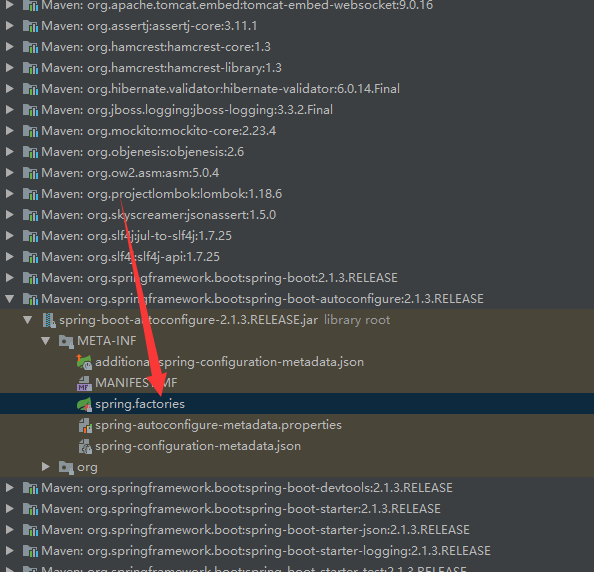 Maven: org.apache.tomcat.embed:tomcat-embed-websocket:9.0.16
Maven: org.assertj:assertj-core:3.11.1
Maven: org.hamcrest:hamcrest-core:1.3
Maven: org.hamcrest:hamcrest-library:1.3
Maven: org.hibernate.validator:hibernate-validator:6.0.14.Final
Maven: org.jboss.logging:jboss-logging:3.3.2.Final
Maven: org.mockito:mockito-core:2.23.4
Maven: org.objenesis:objenesis:2.6
Maven: org.ow2.asm:asm:5.0.4
Maven: org.projectlombok:lombok:1.18.6
Maven: org.skyscreamer:jsonassert:1.5.0
Maven: org.slf4j:jul-to-slf4j:1.7.25
Maven: org.slf4j:slf4j-api:1.7.25
Maven: org.springframework.boot:spring-boot:2.1.3.RELEASE
Maven: org.springframework.boot:spring-boot-autoconfigure:2.1.3.RELEASE
spring-boot-autoconfigure-2.1.3.RELEASE.jar library root
META-INF
additional-spring-configuration-metadata.json
MANIFEST.MF
spring.factories
spring-autoconfigure-metadata.properties
spring-configuration-metadata.json
org
Maven: org.springframework.boot:spring-boot-devtools:2.1.3.RELEASE
Maven: org.springframework.boot:spring-boot-starter:2.1.3.RELEASE
Maven: org.springframework.boot:spring-boot-starter-json:2.1.3.RELEASE
Maven: org.springframework.boot:spring-boot-starter-logging:2.1.3.RELEASE
Maven: org.springframework.boot:spring-boot-starter-test:2.1.3.RELEASE